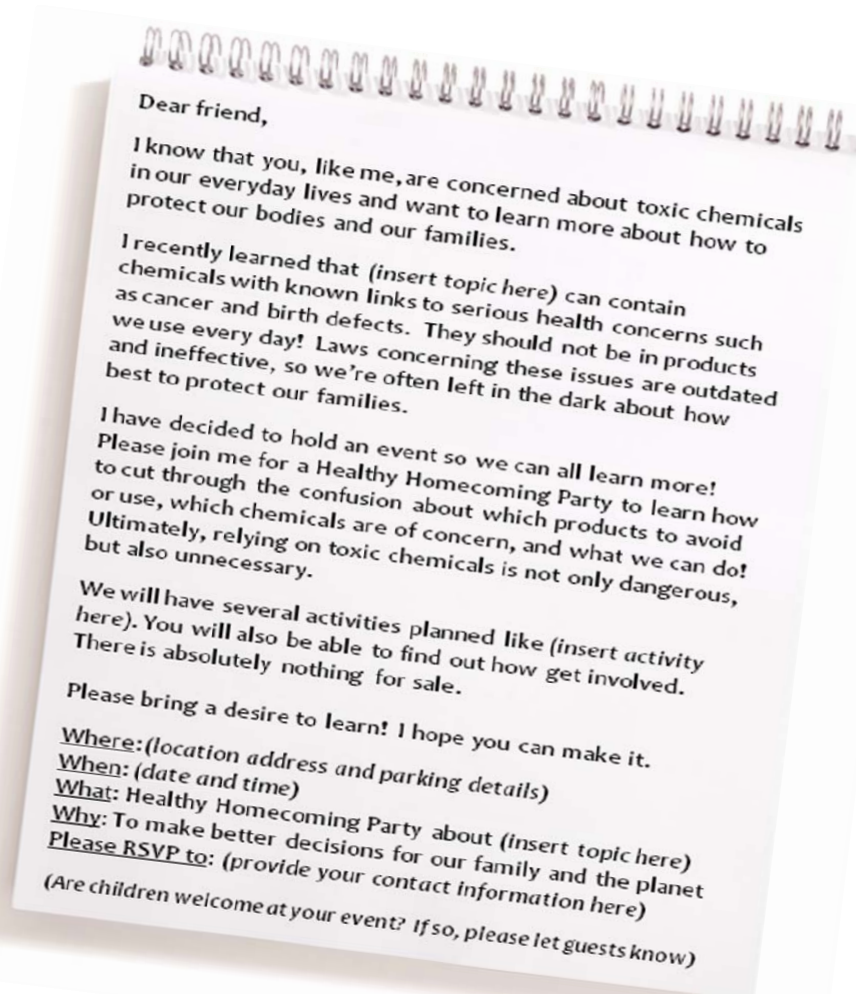 Dear friend,
I know that you, like me, are concerned about toxic chemicals
in our everyday lives and want to learn more about how to
protect our bodies and our families.
I recently learned that (insert topic here) can contain
chemicals with known links to serious health concerns such
as cancer and birth defects. They should not be in products
we use every day! Laws concerning these issues are outdated
and ineffective, so we're often left in the dark about how
best to protect our families.
I have decided to hold an event so we can all learn more!
Please join me for a Healthy Homecoming Party to learn how
to cut through the confusion about which products to avoid
or use, which chemicals are of concern, and what we can do!
Ultimately, relying on toxic chemicals is not only dangerous,
but also unnecessary.
We will have several activities planned like (insert activity
here). You will also be able to find out how get involved.
There is absolutely nothing for sale.
Please bring a desire to learn! I hope you can make it.
Where: (location address and parking details)
When: (date and time)
What: Healthy Homecoming Party about (insert topic here)
Why: To make better decisions for our family and the planet
Please RSVP to: (provide your contact information here)
(Are children welcome at your event? If so, please let guests know)